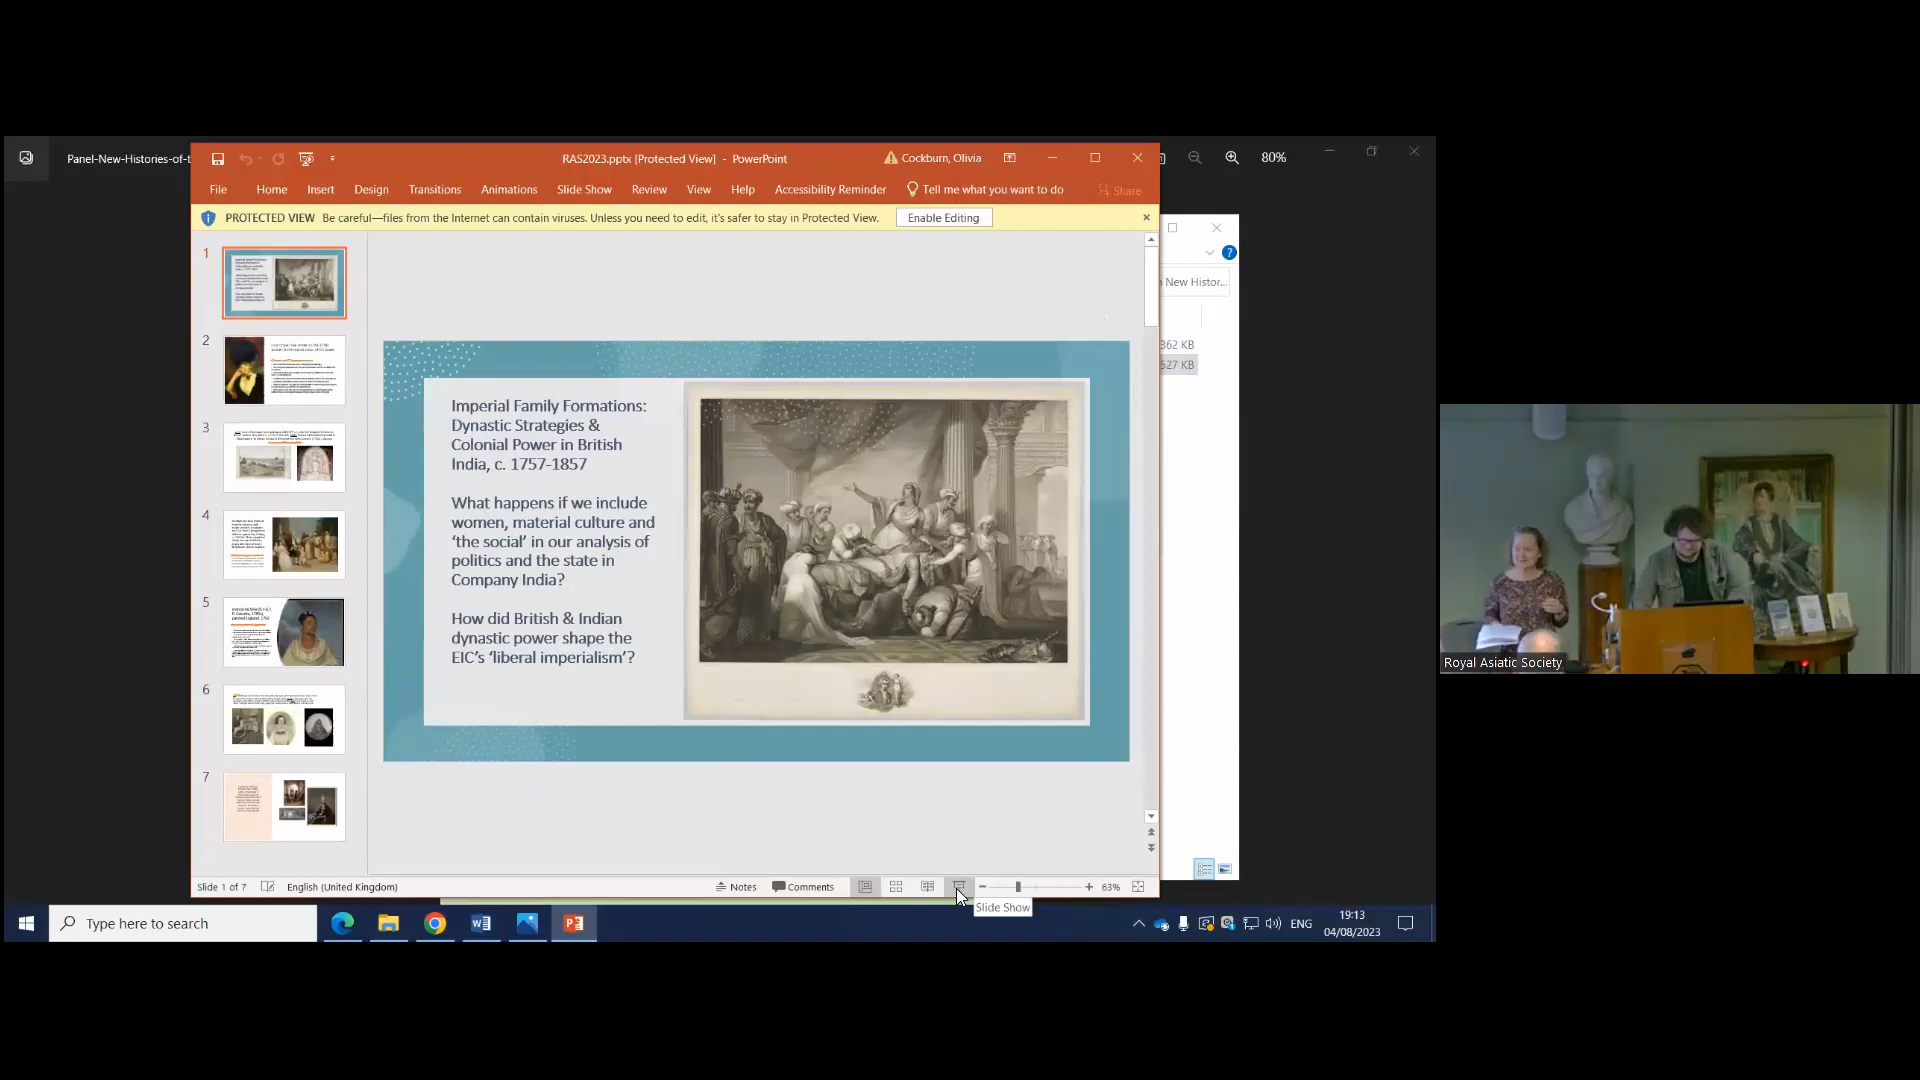 Panel-New-Histories-of-t
RAS2023.pptx [Protected View] - PowerPoint
Cockburn, Olivia
80%
File Home Insert Design Transitions Animations Slide Show Review View Help Accessibility Reminder Tell me what you want to do Share
PROTECTED VIEW Be careful—files from the Internet can contain viruses. Unless you need to edit, it's safer to stay in Protected View. Enable Editing
New Histor...
362 KB
527 KB
1
2
3
4
5
6
7
Imperial Family Formations:
Dynastic Strategies &
Colonial Power in British
India, c. 1757-1857
What happens if we include
women, material culture and
‘the social’ in our analysis of
politics and the state in
Company India?
How did British & Indian
dynastic power shape the
EIC’s ‘liberal imperialism’?
Royal Asiatic Society
Slide 1 of 7 English (United Kingdom) Notes Comments 63%
Slide Show
Type here to search
ENG
19:13
04/08/2023